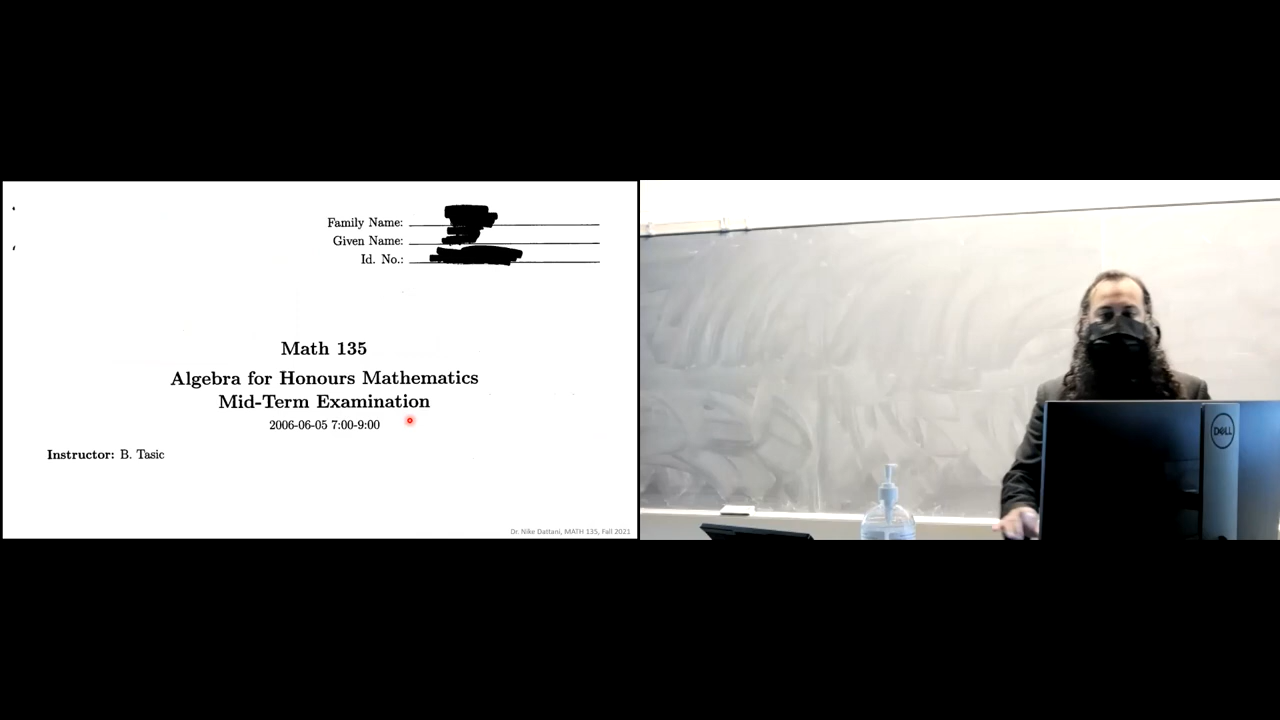 Family Name:
Given Name:
Id. No.:
Math 135
Algebra for Honours Mathematics
Mid-Term Examination
2006-06-05 7:00-9:00
Instructor: B. Tasic
Dr. Nike Dattani, MATH 135, Fall 2021
DELL